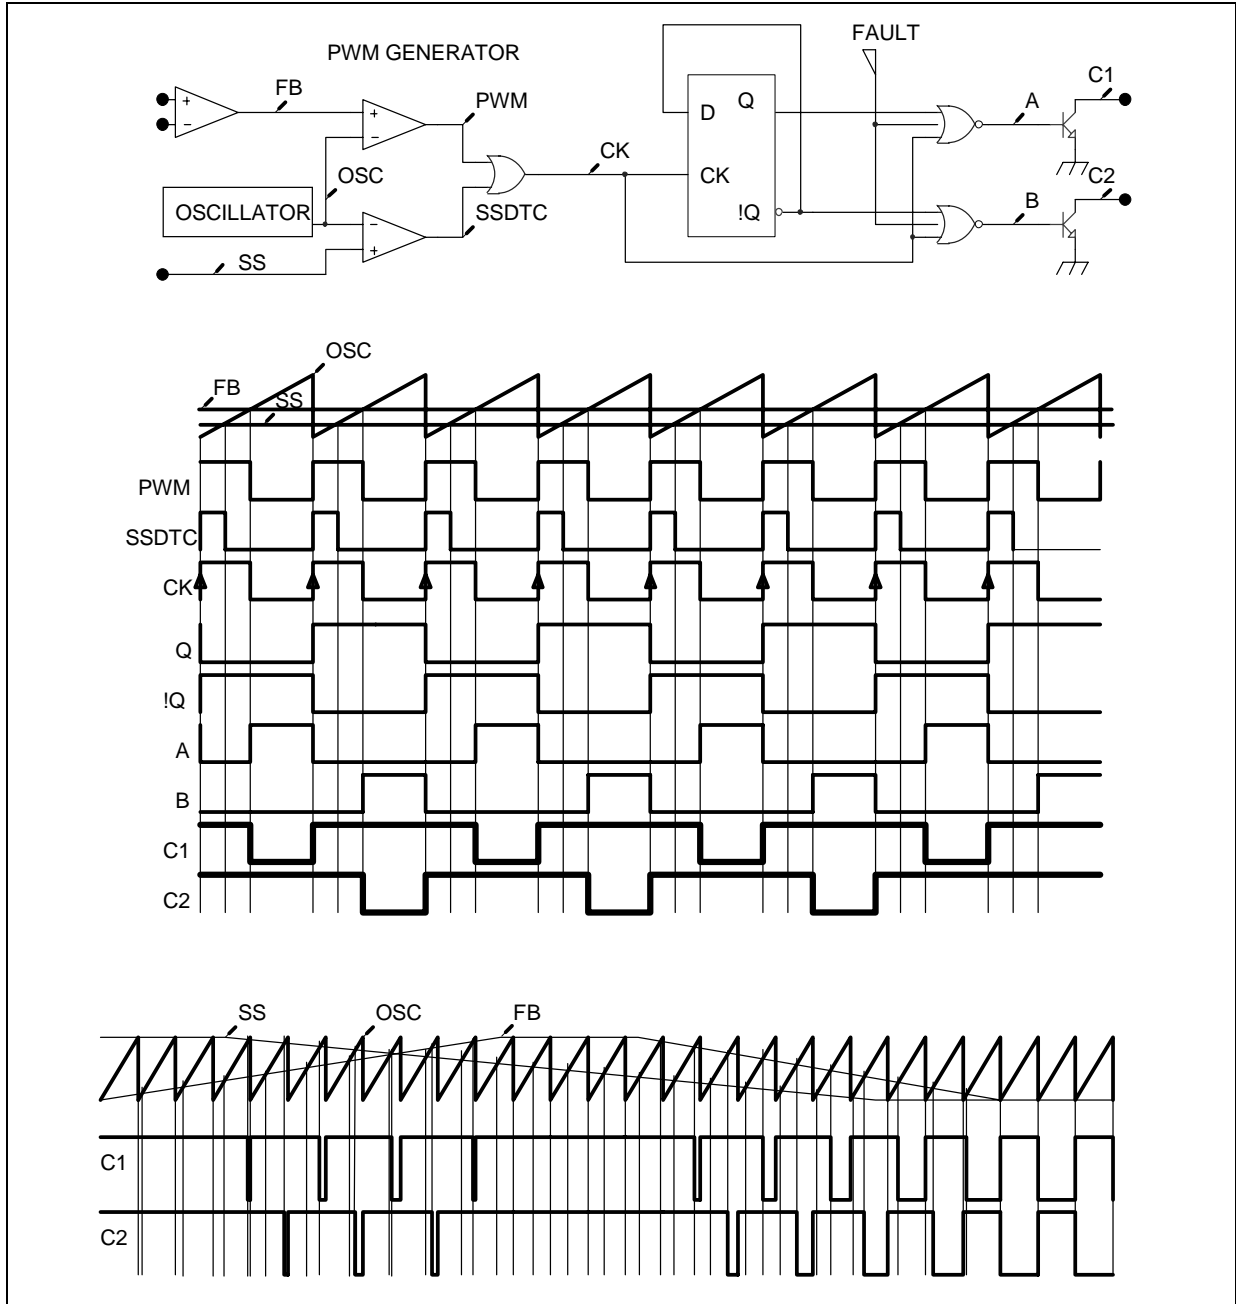 FAULT
PWM GENERATOR
C1
FB
PWM
A
+
−
+
−
D
Q
CK
OSC
CK
C2
OSCILLATOR
−
+
SSDTC
!Q
B
SS
OSC
FB
SS
PWM
SSDTC
CK
Q
!Q
A
B
C1
C2
SS
OSC
FB
C1
C2